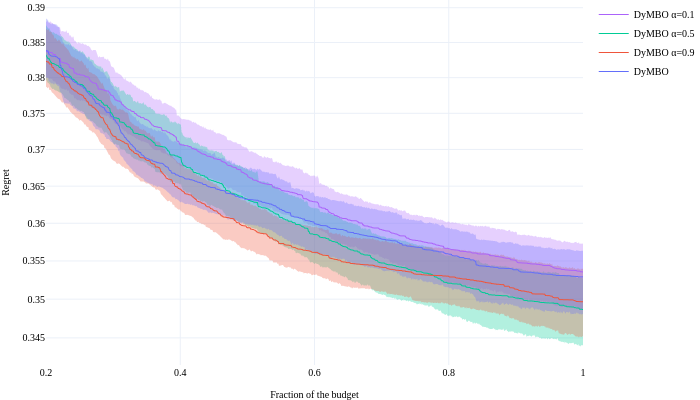 0.39
0.385
0.38
0.375
0.37
0.365
0.36
0.355
0.35
0.345
Regret
0.2
0.4
0.6
0.8
1
Fraction of the budget
DyMBO α=0.1
DyMBO α=0.5
DyMBO α=0.9
DyMBO